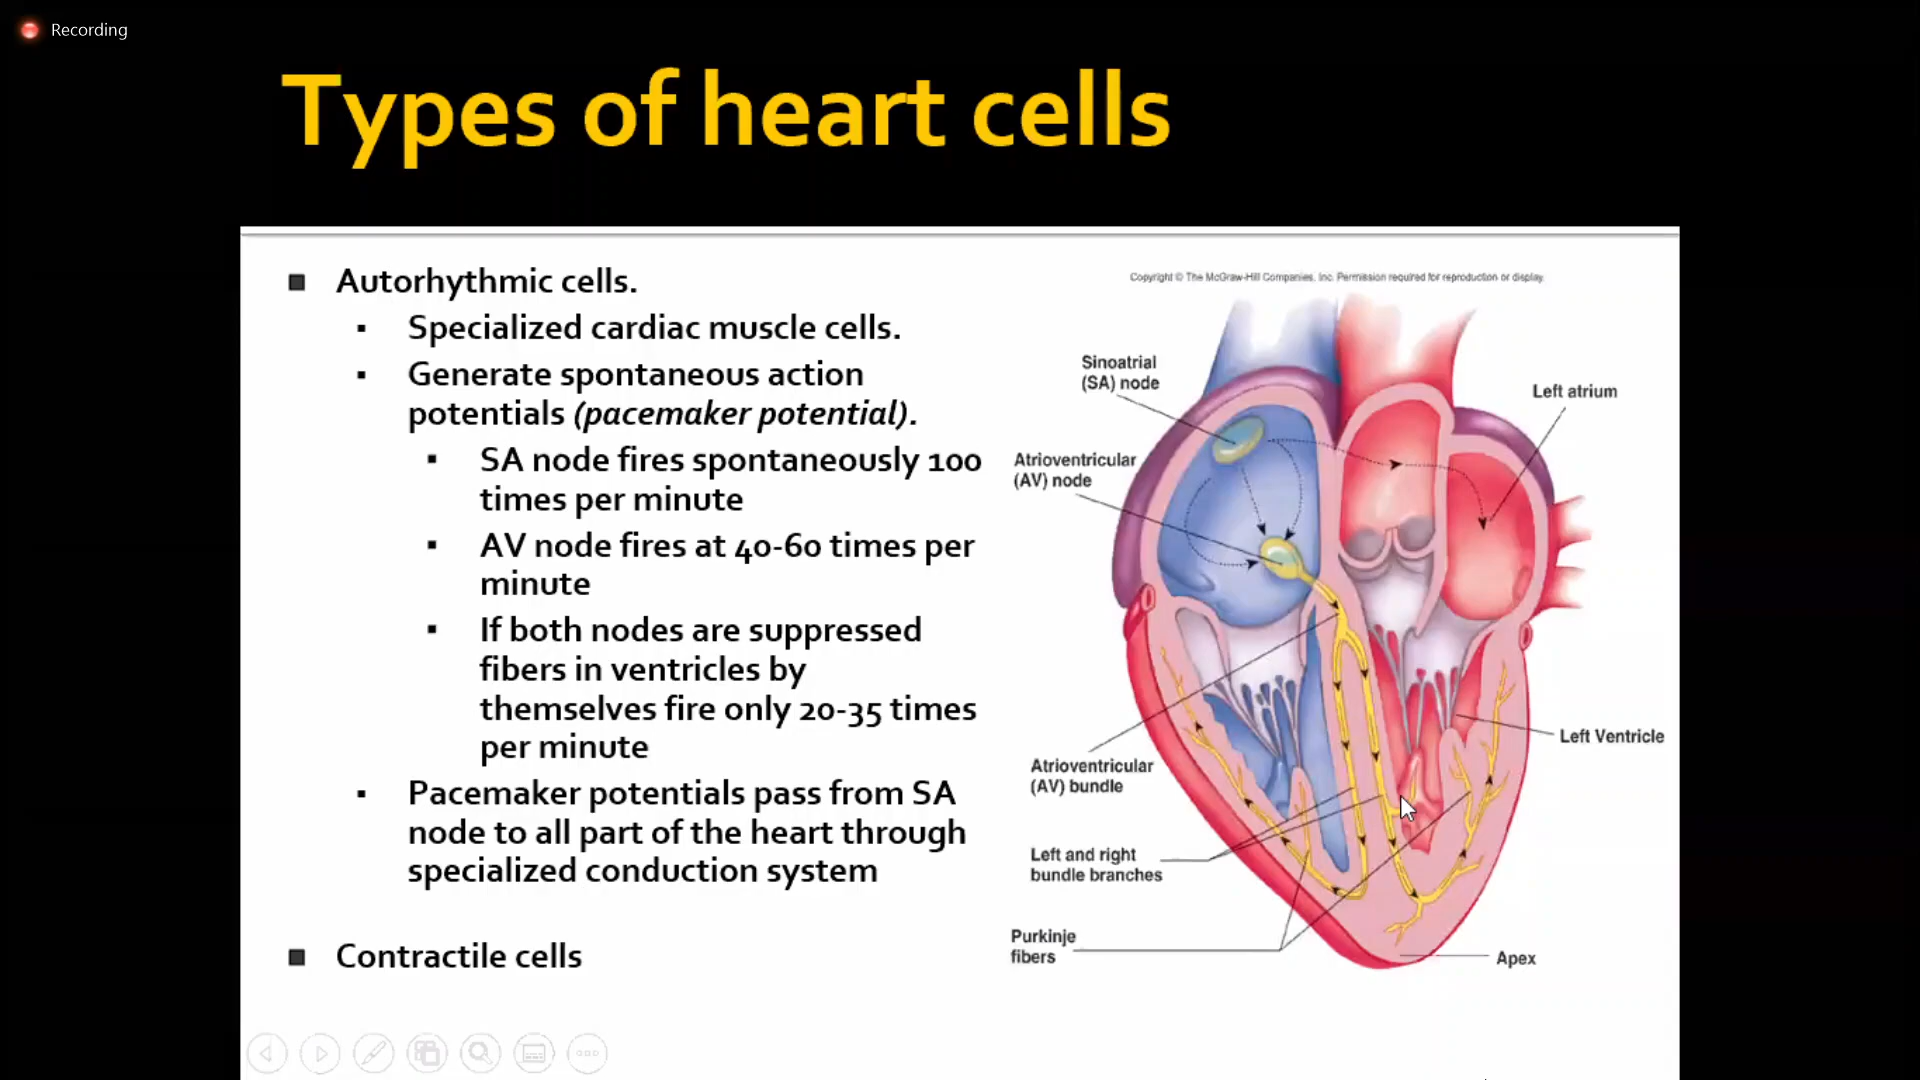 Recording
Types of heart cells
Autorhythmic cells.
Specialized cardiac muscle cells.
Generate spontaneous action
potentials (pacemaker potential).
SA node fires spontaneously 100
times per minute
AV node fires at 40-60 times per
minute
If both nodes are suppressed
fibers in ventricles by
themselves fire only 20-35 times
per minute
Pacemaker potentials pass from SA
node to all part of the heart through
specialized conduction system
Contractile cells
Copyright © The McGraw-Hill Companies, Inc. Permission required for reproduction or display.
Sinoatrial
(SA) node
Left atrium
Atrioventricular
(AV) node
Left Ventricle
Atrioventricular
(AV) bundle
Left and right
bundle branches
Purkinje
fibers
Apex